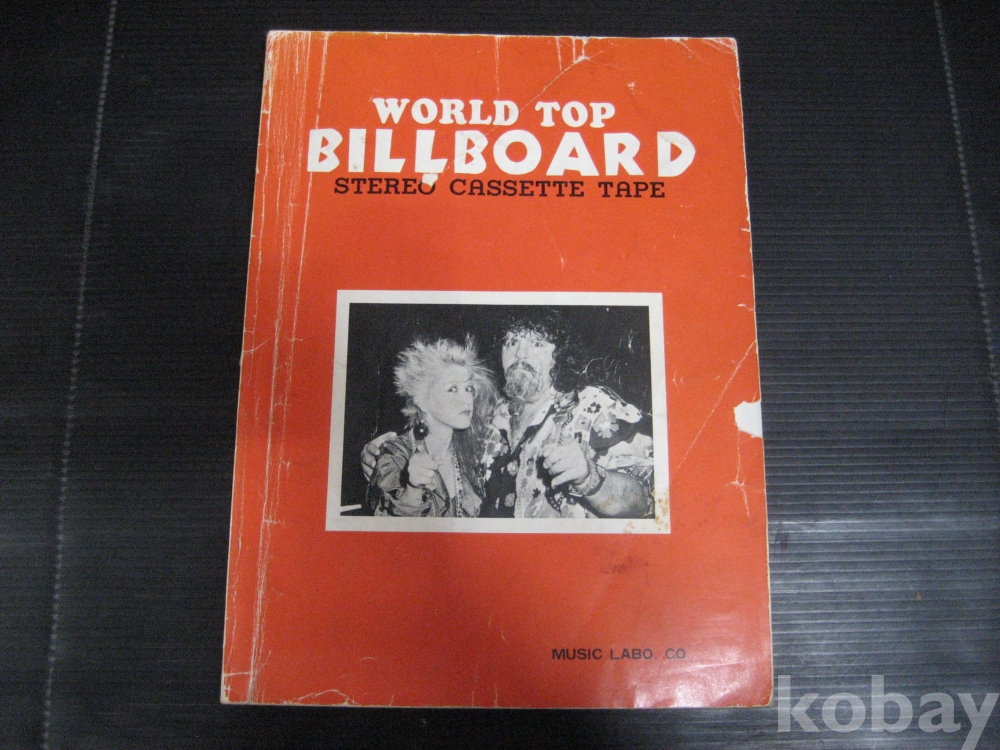 WORLD TOP
BILLBOARD
STEREO CASSETTE TAPE
MUSIC LABO. CO.
kobay